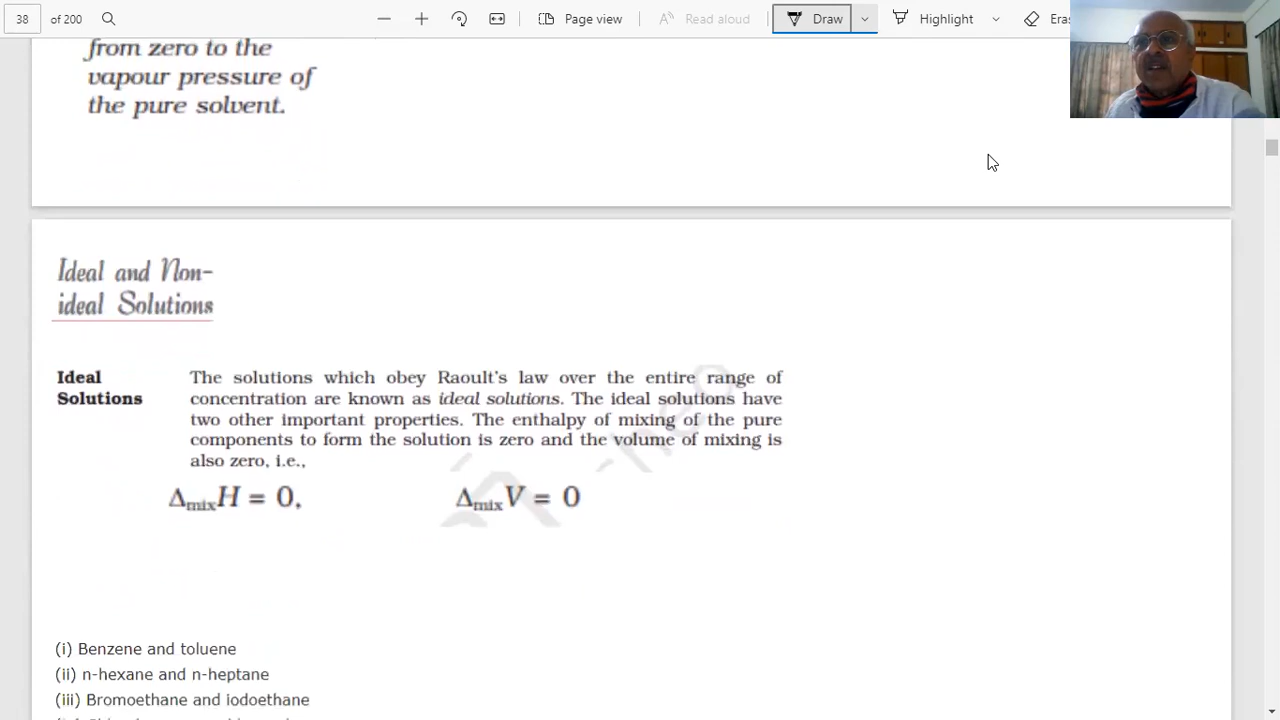 38 of 200 Page view Read aloud Draw Highlight
from zero to the
vapour pressure of
the pure solvent.
Ideal and Non-
ideal Solutions
Ideal
Solutions
The solutions which obey Raoult's law over the entire range of
concentration are known as ideal solutions. The ideal solutions have
two other important properties. The enthalpy of mixing of the pure
components to form the solution is zero and the volume of mixing is
also zero, i.e.,
ΔmixH = 0, ΔmixV = 0
(i) Benzene and toluene
(ii) n-hexane and n-heptane
(iii) Bromoethane and iodoethane